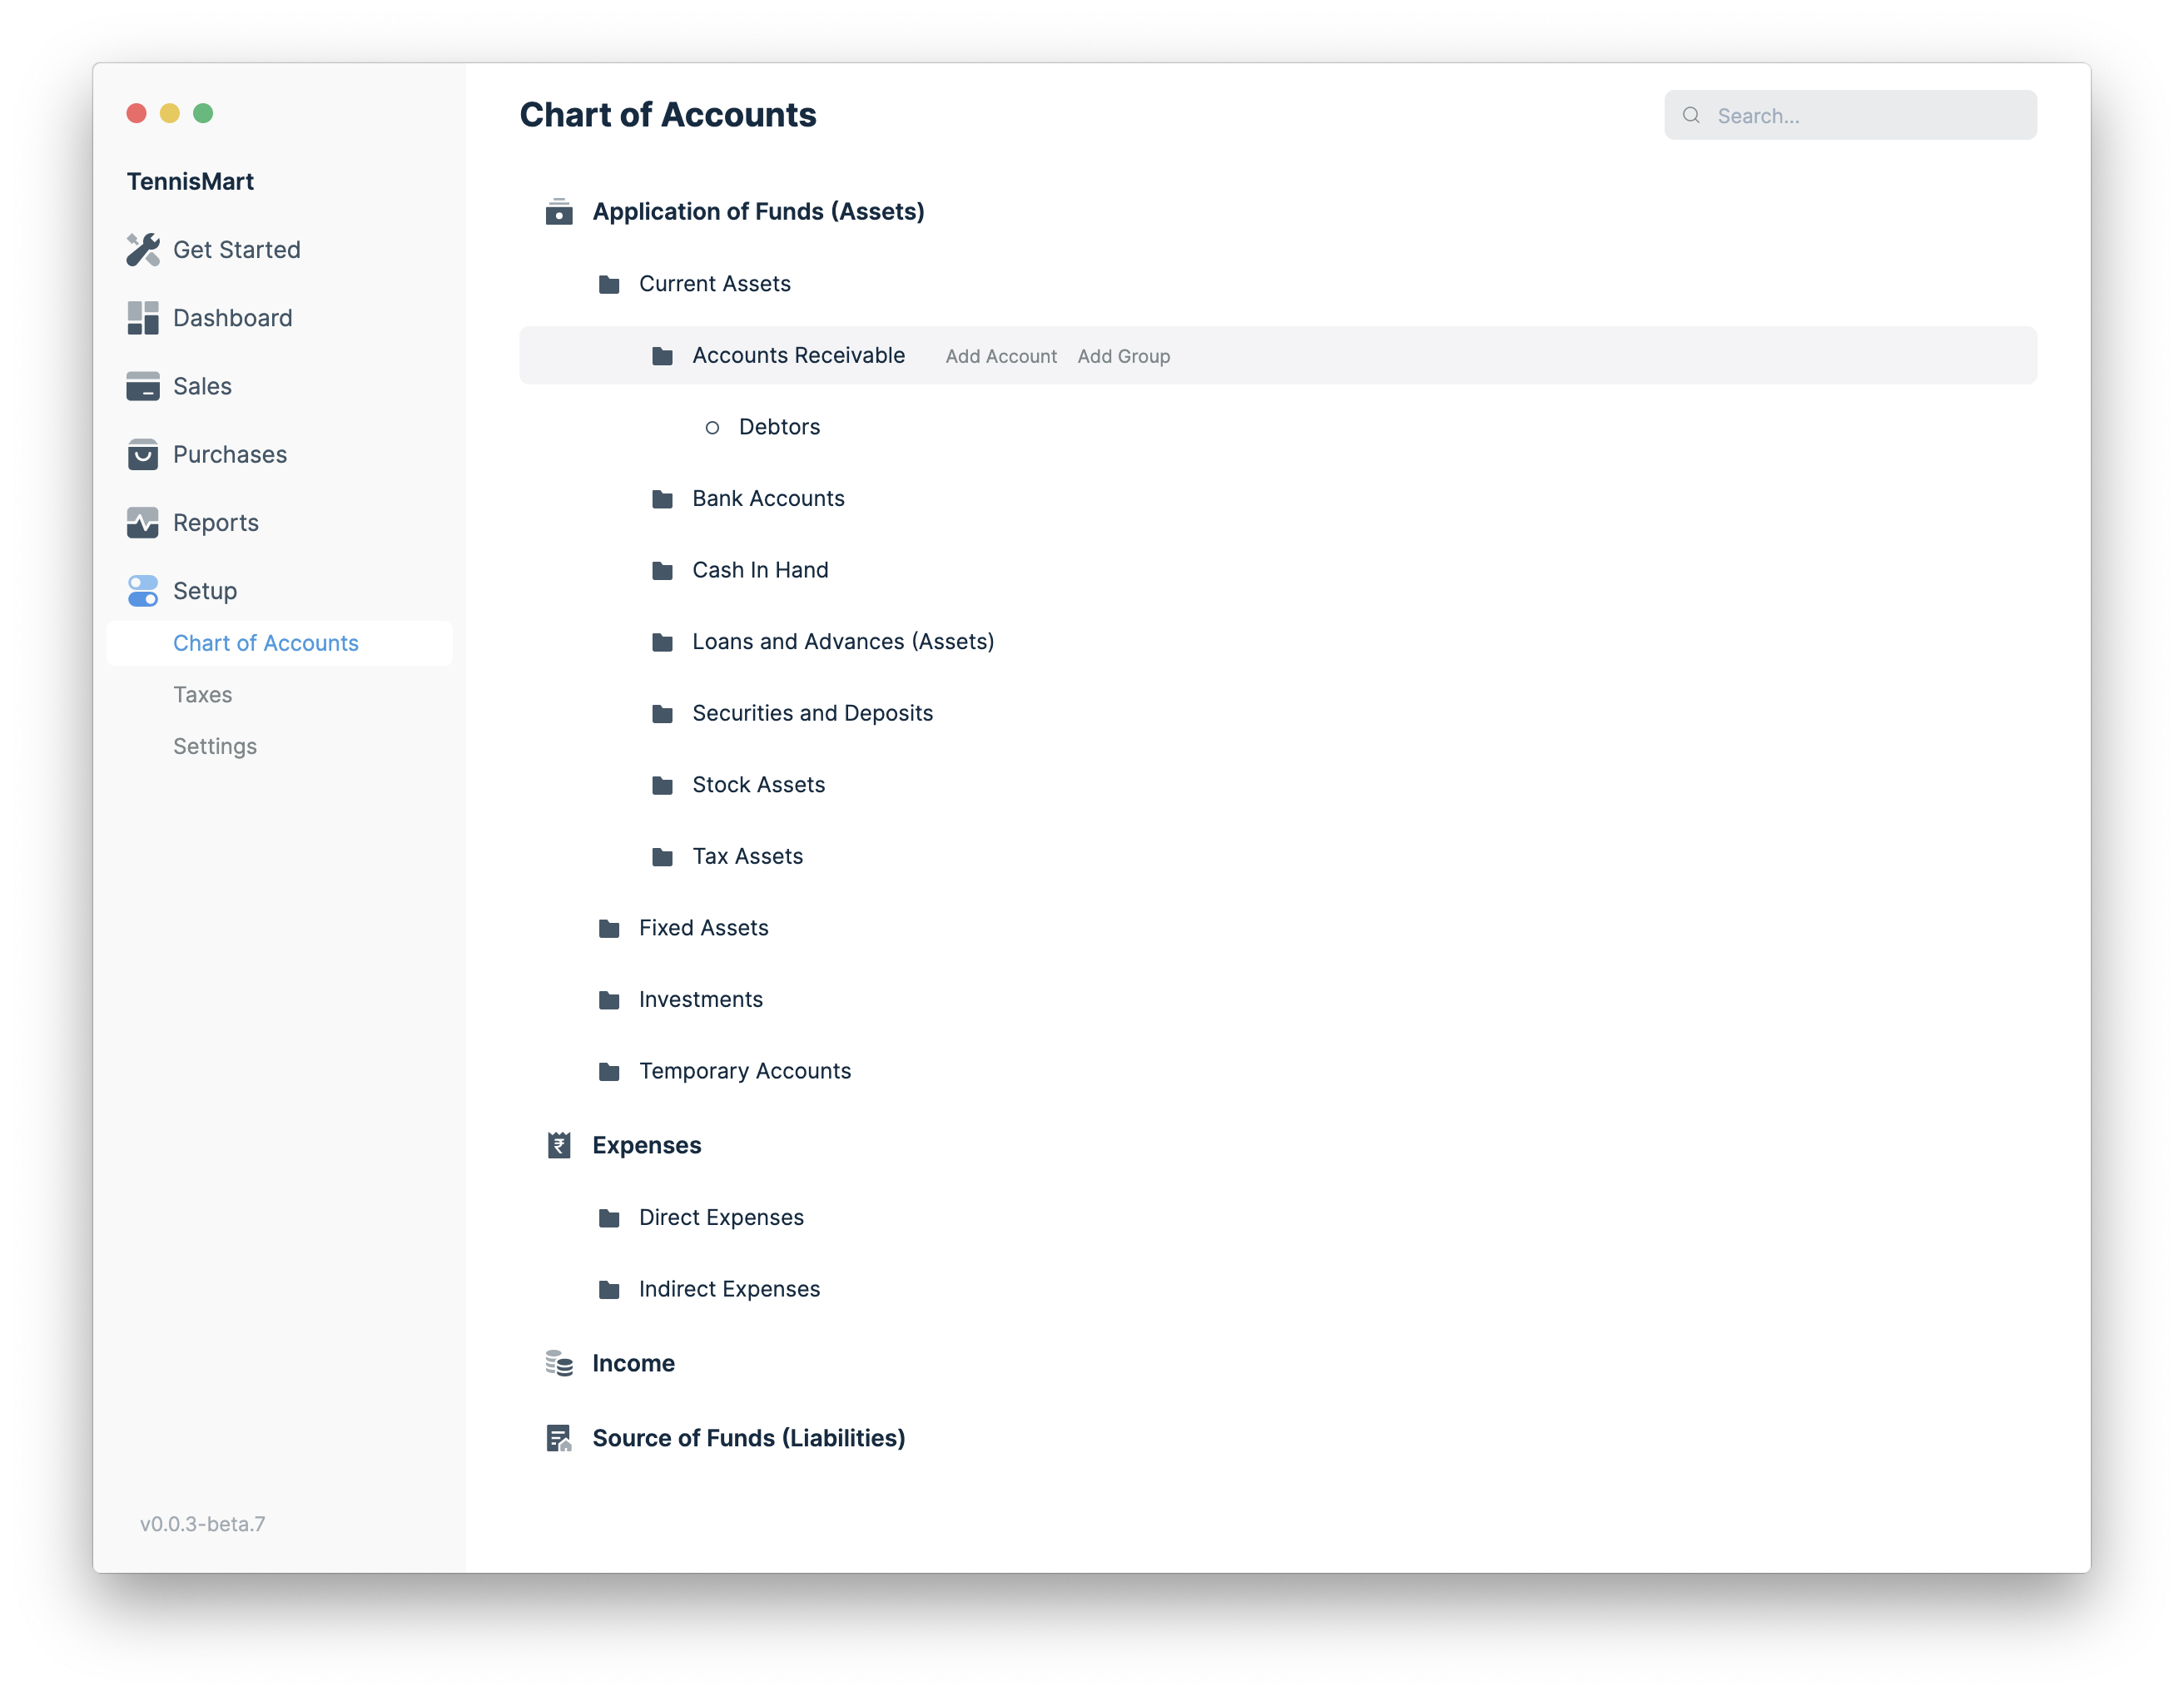 TennisMart
Get Started
Dashboard
Sales
Purchases
Reports
Setup
Chart of Accounts
Taxes
Settings
v0.0.3-beta.7
Chart of Accounts
Search...
Application of Funds (Assets)
Current Assets
Accounts Receivable Add Account Add Group
Debtors
Bank Accounts
Cash In Hand
Loans and Advances (Assets)
Securities and Deposits
Stock Assets
Tax Assets
Fixed Assets
Investments
Temporary Accounts
₹ Expenses
Direct Expenses
Indirect Expenses
Income
Source of Funds (Liabilities)